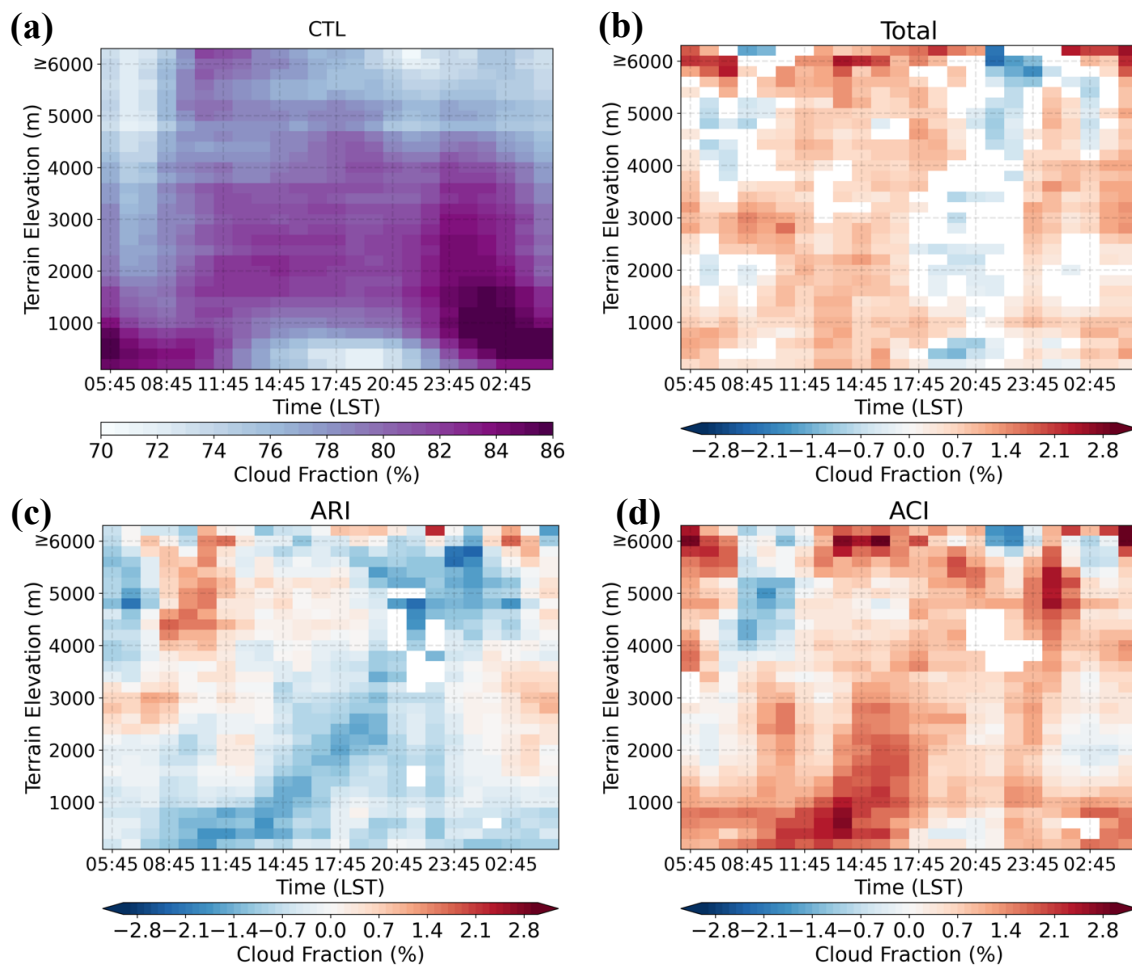 (a)
CTL
Terrain Elevation (m)
≥6000
5000
4000
3000
2000
1000
05:45 08:45 11:45 14:45 17:45 20:45 23:45 02:45
Time (LST)
70 72 74 76 78 80 82 84 86
Cloud Fraction (%)
(b)
Total
Terrain Elevation (m)
≥6000
5000
4000
3000
2000
1000
05:45 08:45 11:45 14:45 17:45 20:45 23:45 02:45
Time (LST)
−2.8 −2.1 −1.4 −0.7 0.0 0.7 1.4 2.1 2.8
Cloud Fraction (%)
(c)
ARI
Terrain Elevation (m)
≥6000
5000
4000
3000
2000
1000
05:45 08:45 11:45 14:45 17:45 20:45 23:45 02:45
Time (LST)
−2.8 −2.1 −1.4 −0.7 0.0 0.7 1.4 2.1 2.8
Cloud Fraction (%)
(d)
ACI
Terrain Elevation (m)
≥6000
5000
4000
3000
2000
1000
05:45 08:45 11:45 14:45 17:45 20:45 23:45 02:45
Time (LST)
−2.8 −2.1 −1.4 −0.7 0.0 0.7 1.4 2.1 2.8
Cloud Fraction (%)